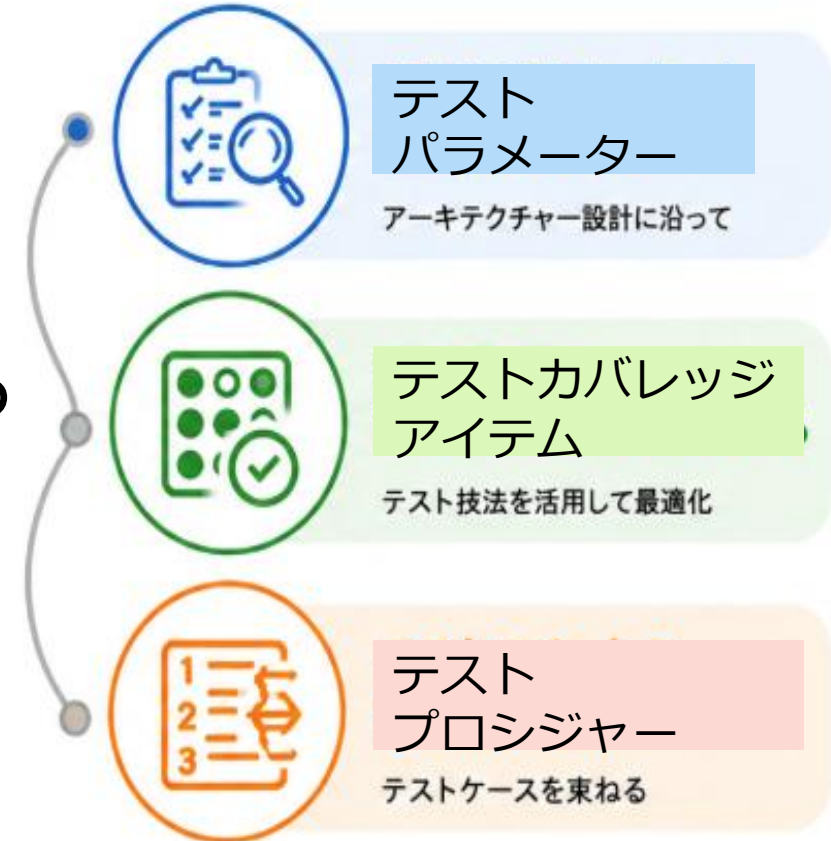 テスト
パラメーター
アーキテクチャー設計に沿って
テストカバレッジ
アイテム
テスト技法を活用して最適化
1
2
3
テスト
プロシジャー
テストケースを束ねる